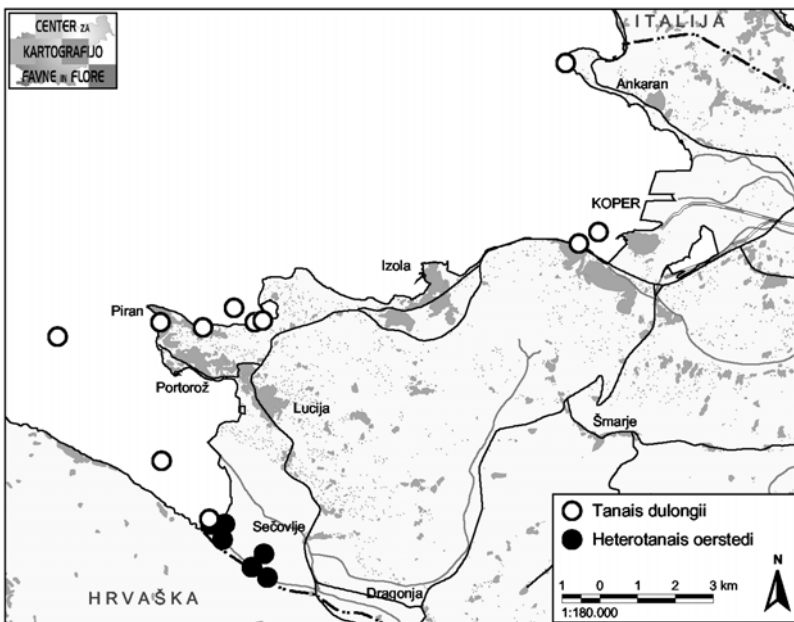 CENTER ZA
KARTOGRAFIJO
FAVNE IN FLORE
ITALIJA
Ankaran
KOPER
Izola
Piran
Portorož
Lucija
Šmarje
Sečovlje
Dragonja
HRVAŠKA
Tanais dulongii
Heterotanais oerstedi
N
1 0 1 2 3 km
1:180.000